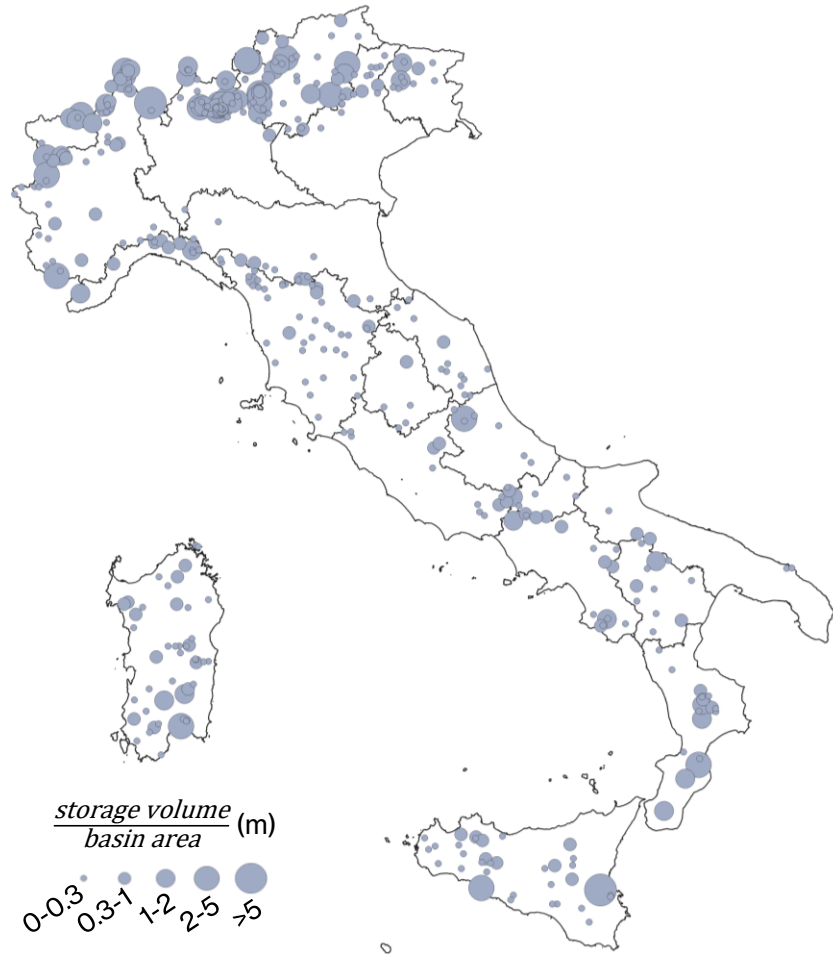 storage volume
basin area
(m)
0-0.3
0.3-1
1-2
2-5
>5